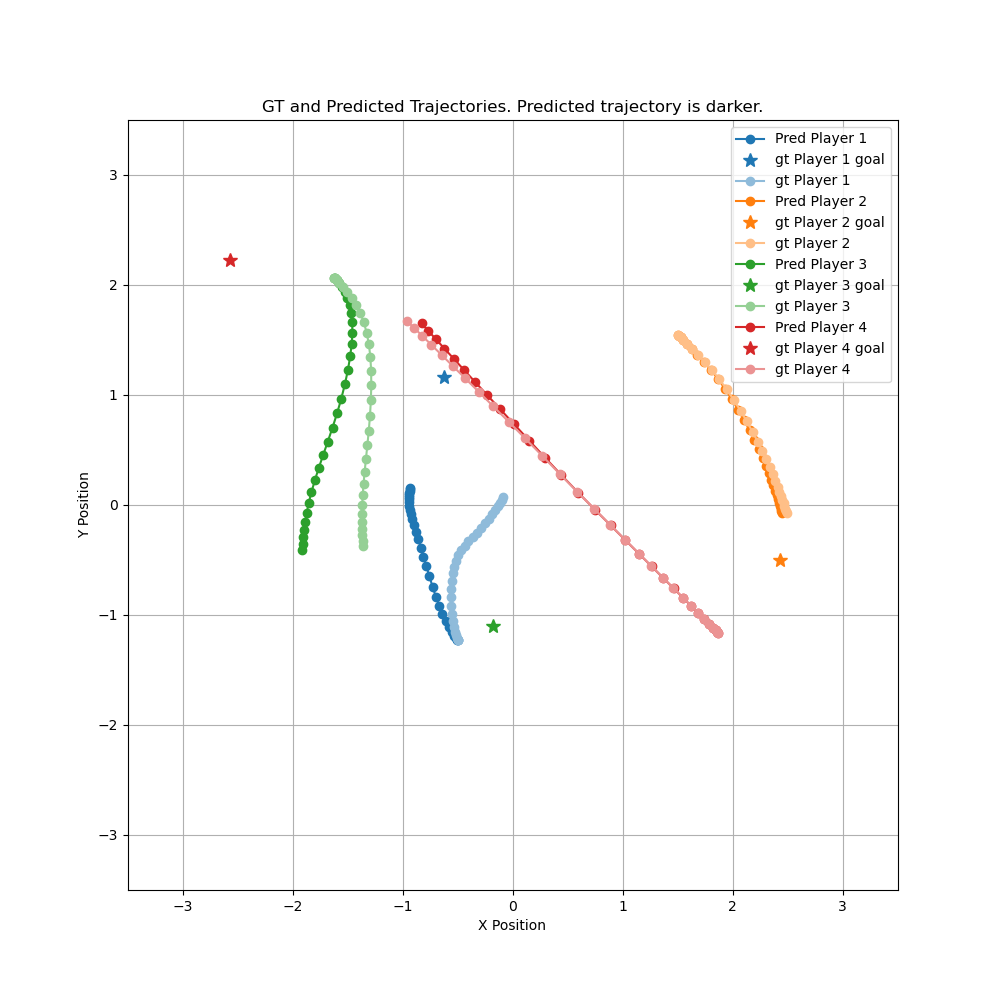 GT and Predicted Trajectories. Predicted trajectory is darker.
Pred Player 1
gt Player 1 goal
gt Player 1
Pred Player 2
gt Player 2 goal
gt Player 2
Pred Player 3
gt Player 3 goal
gt Player 3
Pred Player 4
gt Player 4 goal
gt Player 4
3
2
1
0
−1
−2
−3
Y Position
−3 −2 −1 0 1 2 3
X Position